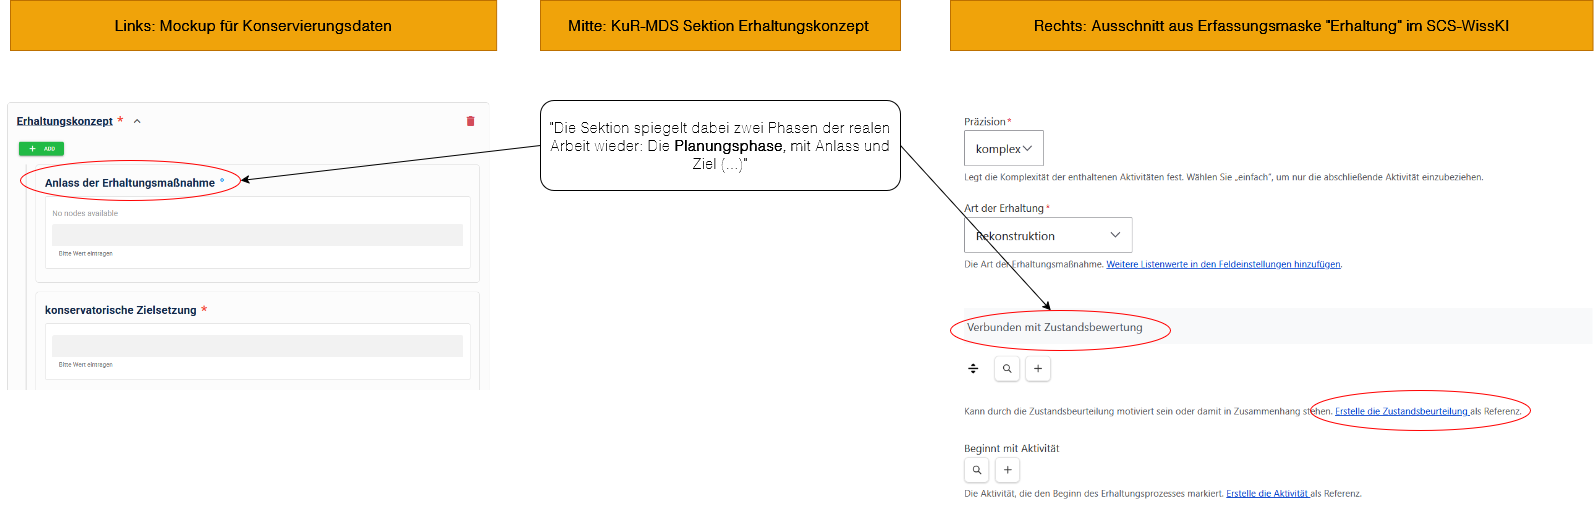 Links: Mockup für Konservierungsdaten
Mitte: KuR-MDS Sektion Erhaltungskonzept
Rechts: Ausschnitt aus Erfassungsmaske "Erhaltung" im SCS-WissKI
Erhaltungskonzept *
+ ADD
Anlass der Erhaltungsmaßnahme *
No nodes available
Bitte Wert eintragen
konservatorische Zielsetzung *
Bitte Wert eintragen
"Die Sektion spiegelt dabei zwei Phasen der realen
Arbeit wieder: Die Planungsphase, mit Anlass und
Ziel (...)"
Präzision *
komplex
Legt die Komplexität der enthaltenen Aktivitäten fest. Wählen Sie „einfach“, um nur die abschließende Aktivität einzubeziehen.
Art der Erhaltung *
Rekonstruktion
Die Art der Erhaltungsmaßnahme. Weitere Listenwerte in den Feldeinstellungen hinzufügen.
Verbunden mit Zustandsbewertung
Kann durch die Zustandsbeurteilung motiviert sein oder damit in Zusammenhang stehen. Erstelle die Zustandsbeurteilung als Referenz.
Beginnt mit Aktivität
Die Aktivität, die den Beginn des Erhaltungsprozesses markiert. Erstelle die Aktivität als Referenz.